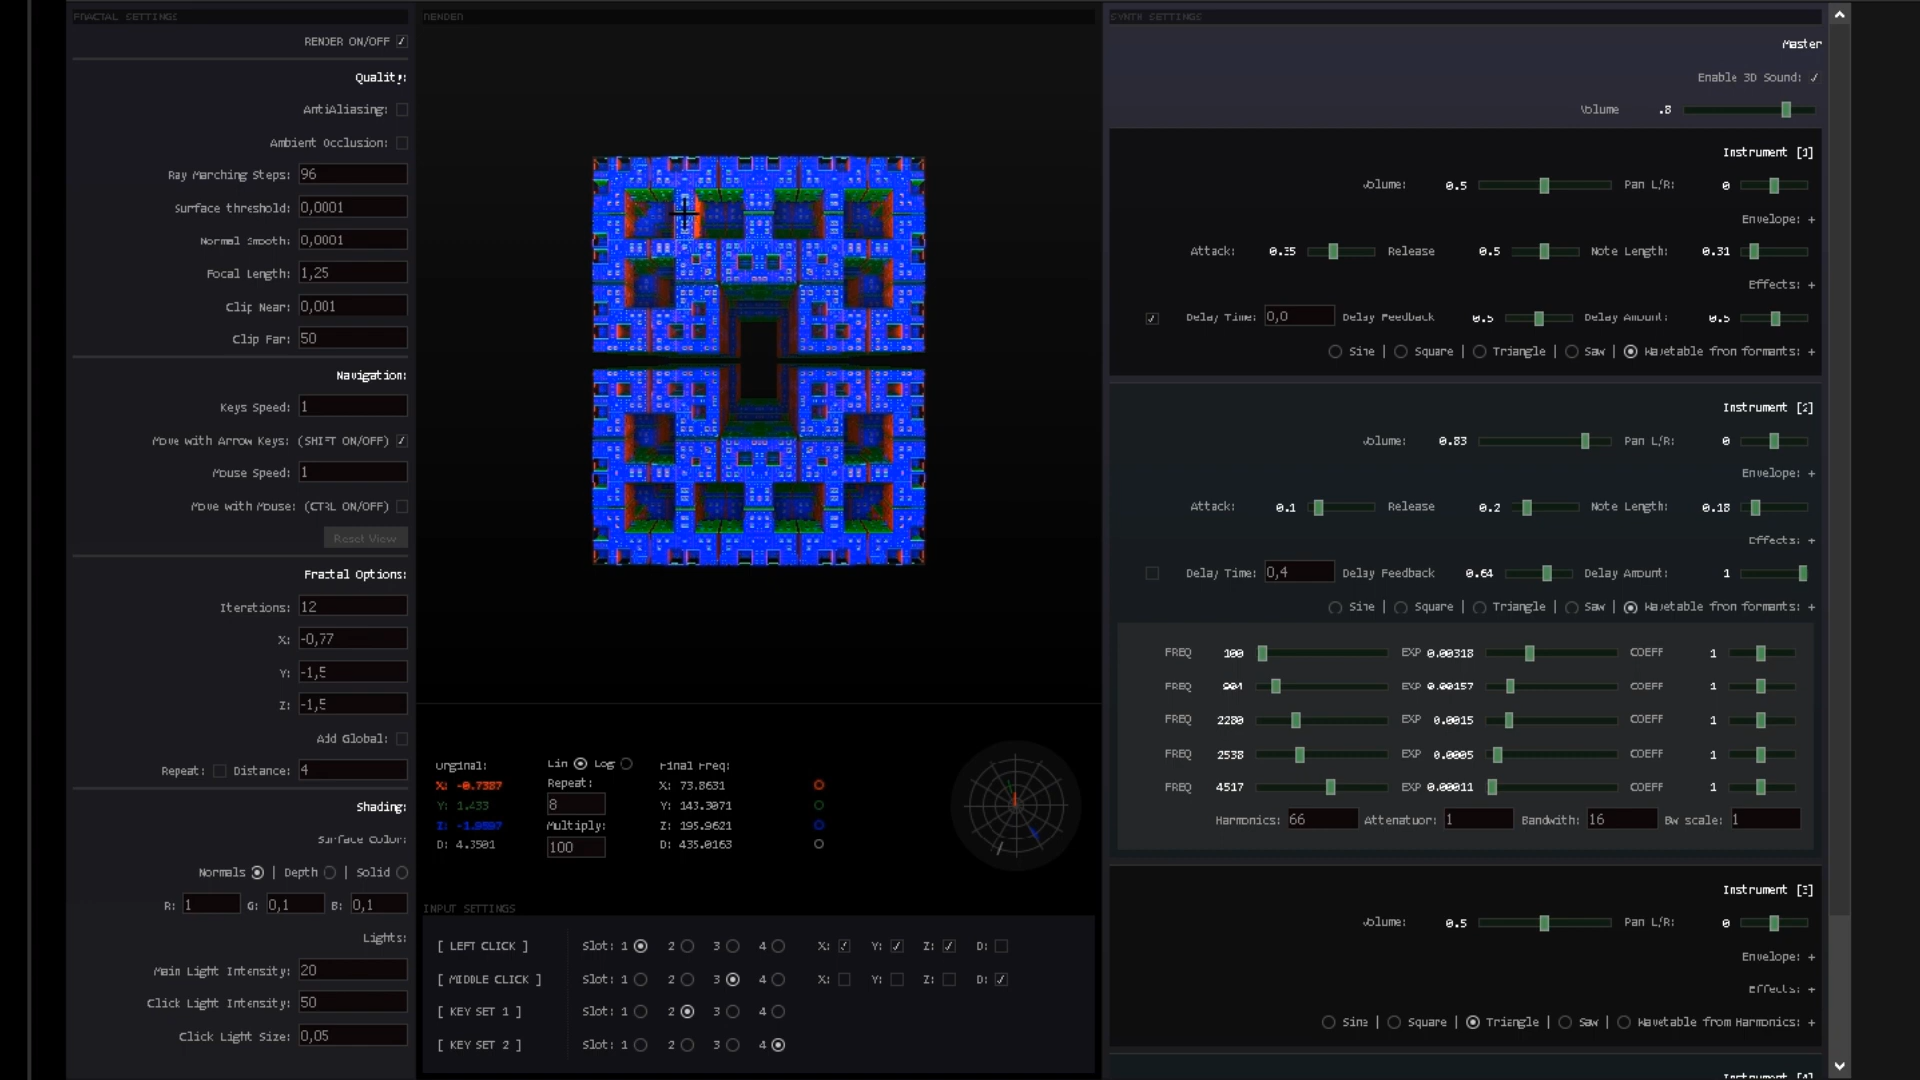 FRACTAL SETTINGS
RENDER ON/OFF
Quality:
AntiAliasing:
Ambient Occlusion:
Ray Marching Steps: 96
Surface threshold: 0,0001
Normal Smooth: 0,0001
Focal Length: 1,25
Clip Near: 0,001
Clip Far: 50
Navigation:
Keys Speed: 1
Move with Arrow Keys: (SHIFT ON/OFF)
Mouse Speed: 1
Move with Mouse: (CTRL ON/OFF)
Reset View
Fractal Options:
Iterations: 12
X: -0,77
Y: -1,5
Z: -1,5
Add Global:
Repeat: Distance: 4
Shading:
Surface Color:
Normals | Depth | Solid
R: 1 G: 0,1 B: 0,1
Lights:
Main Light Intensity: 20
Click Light Intensity: 50
Click Light Size: 0,05
RENDER
Original:
X: -0.7387
Y: 1.433
D: 4.3501
Lin Log
Repeat:
8
Multiply:
100
Final Freq:
X: 73.8631
Y: 143.3071
Z: 195.9621
D: 435.0163
INPUT SETTINGS
[ LEFT CLICK ] Slot: 1 2 3 4 X: Y: Z: D:
[ MIDDLE CLICK ] Slot: 1 2 3 4 X: Y: Z: D:
[ KEY SET 1 ] Slot: 1 2 3 4
[ KEY SET 2 ] Slot: 1 2 3 4
SYNTH SETTINGS
Master
Enable 3D Sound:
Volume .8
Instrument [1]
Volume: 0.5 Pan L/R: 0
Envelope: +
Attack: 0.35 Release 0.5 Note Length: 0.31
Effects: +
Delay Time: 0,0 Delay Feedback 0.5 Delay Amount: 0.5
Sine | Square | Triangle | Saw | Wavetable from formants: +
Instrument [2]
Volume: 0.83 Pan L/R: 0
Envelope: +
Attack: 0.1 Release 0.2 Note Length: 0.18
Effects: +
Delay Time: 0,4 Delay Feedback 0.64 Delay Amount: 1
Sine | Square | Triangle | Saw | Wavetable from formants: +
FREQ 100 EXP 0.00318 COEFF 1
FREQ 904 EXP 0.00157 COEFF 1
FREQ 2280 EXP 0.0015 COEFF 1
FREQ 2538 EXP 0.0005 COEFF 1
FREQ 4517 EXP 0.00011 COEFF 1
Harmonics: 66 Attenuator: 1 Bandwith: 16 Bw scale: 1
Instrument [3]
Volume: 0.5 Pan L/R: 0
Envelope: +
Effects: +
Sine | Square | Triangle | Saw | Wavetable from Harmonics: +